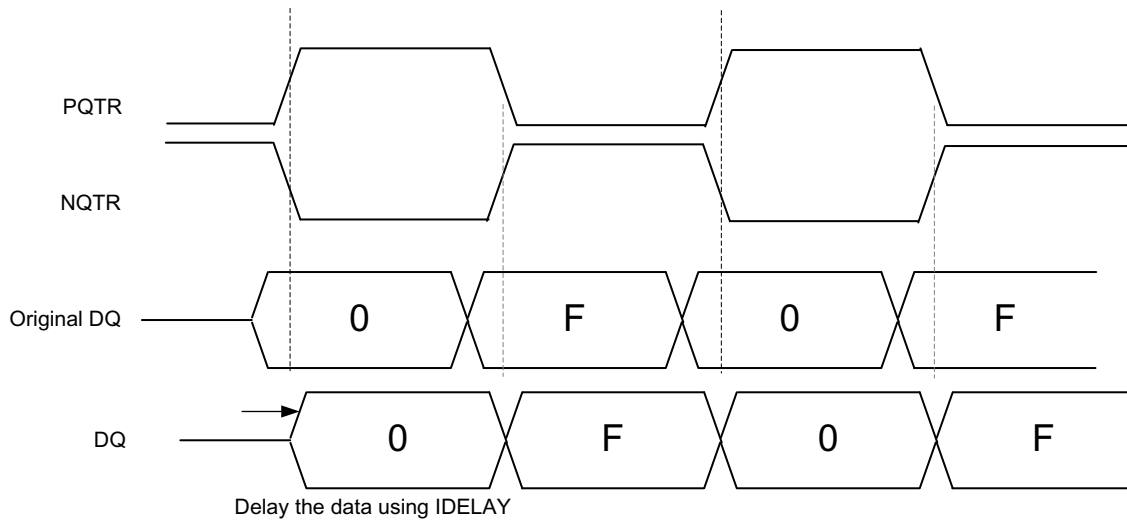 PQTR
NQTR
Original DQ 0 F 0 F
DQ 0 F 0 F
Delay the data using IDELAY